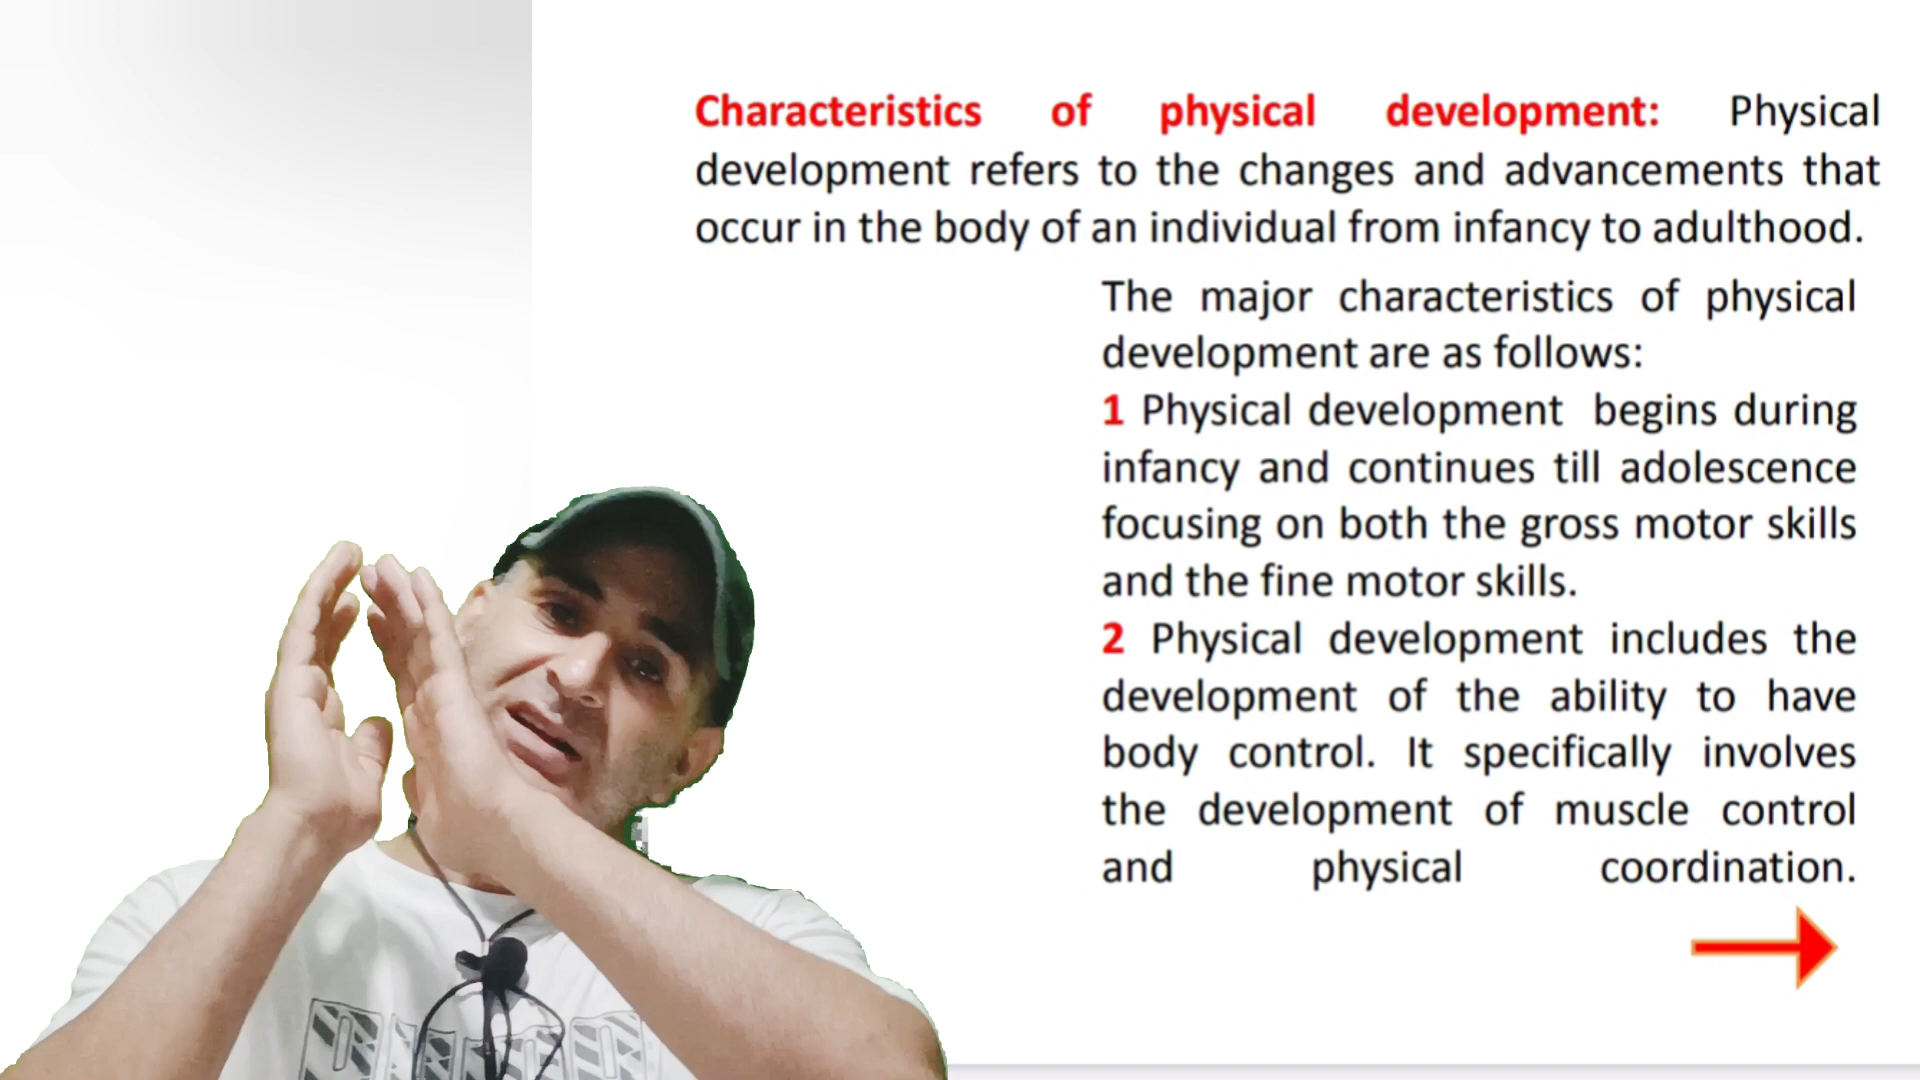 Characteristics of physical development: Physical
development refers to the changes and advancements that
occur in the body of an individual from infancy to adulthood.
The major characteristics of physical
development are as follows:
1 Physical development begins during
infancy and continues till adolescence
focusing on both the gross motor skills
and the fine motor skills.
2 Physical development includes the
development of the ability to have
body control. It specifically involves
the development of muscle control
and physical coordination.